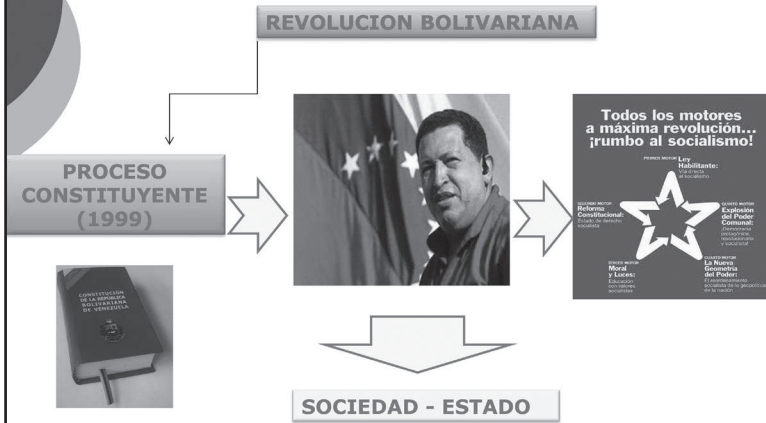 REVOLUCION BOLIVARIANA
PROCESO
CONSTITUYENTE
(1999)
CONSTITUCIÓN
DE LA REPÚBLICA
BOLIVARIANA
DE VENEZUELA
Todos los motores
a máxima revolución...
¡rumbo al socialismo!
PRIMER MOTOR Ley
Habilitante:
Vía directa
al socialismo
SEGUNDO MOTOR
Reforma
Constitucional:
Estado de derecho
socialista
QUINTO MOTOR
Explosión
del Poder
Comunal:
¡Democracia
protagónica,
revolucionaria
y socialista!
TERCER MOTOR
Moral
y Luces:
Educación
con valores
socialistas
CUARTO MOTOR
La Nueva
Geometría
del Poder:
El reordenamiento
socialista de la geopolítica
de la nación
SOCIEDAD - ESTADO